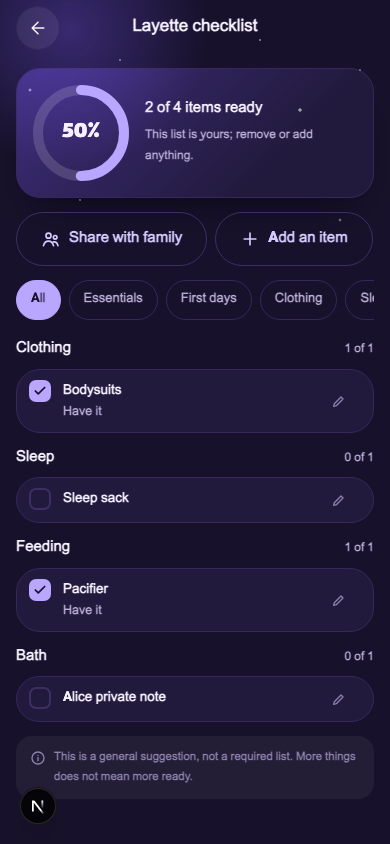 Layette checklist
50%
2 of 4 items ready
This list is yours; remove or add
anything.
Share with family
Add an item
All
Essentials
First days
Clothing
Sle
Clothing
1 of 1
Bodysuits
Have it
Sleep
0 of 1
Sleep sack
Feeding
1 of 1
Pacifier
Have it
Bath
0 of 1
Alice private note
This is a general suggestion, not a required list. More things
does not mean more ready.
N